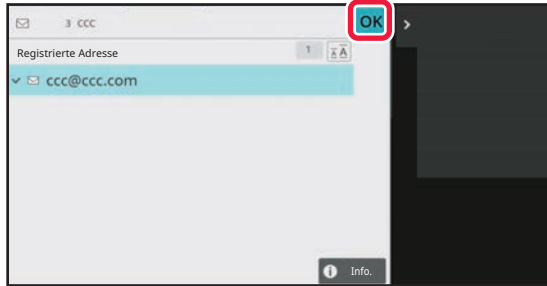 3 ccc
OK
Registrierte Adresse
1
A A
ccc@ccc.com
Info.